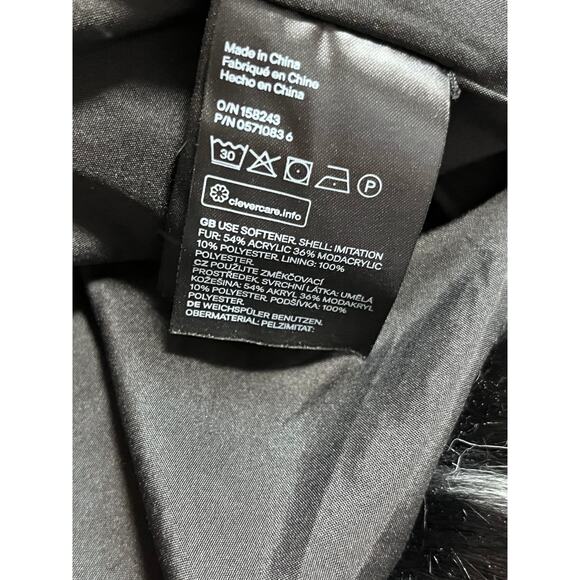 Made in China
Fabriqué en Chine
Hecho en China
O/N 158243
P/N 0571083 6
30
P
clevercare.info
GB USE SOFTENER. SHELL: IMITATION
FUR: 54% ACRYLIC 36% MODACRYLIC
10% POLYESTER. LINING: 100%
POLYESTER.
CZ POUŽIJTE ZMĚKČOVACÍ
PROSTŘEDEK. SVRCHNÍ LÁTKA: UMĚLÁ
KOŽEŠINA: 54% AKRYL 36% MODAKRYL
10% POLYESTER. PODŠÍVKA: 100%
POLYESTER.
DE WEICHSPÜLER BENUTZEN.
OBERMATERIAL: PELZIMITAT: